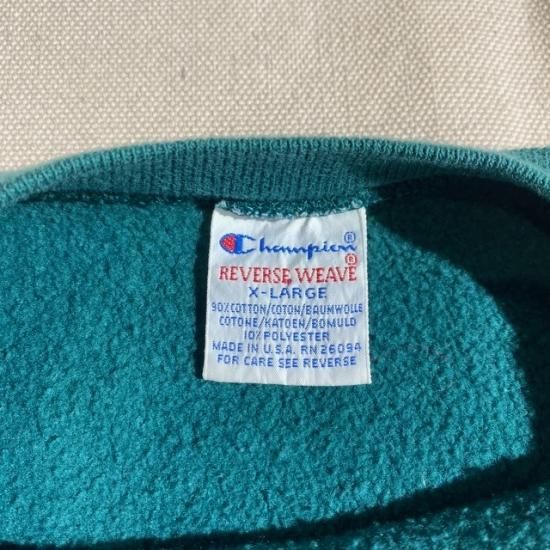 Champion®
REVERSE WEAVE®
X-LARGE
90% COTTON/COTON/BAUMWOLLE
COTONE/KATOEN/BOMULD
10% POLYESTER
MADE IN U.S.A. RN 26094
FOR CARE SEE REVERSE